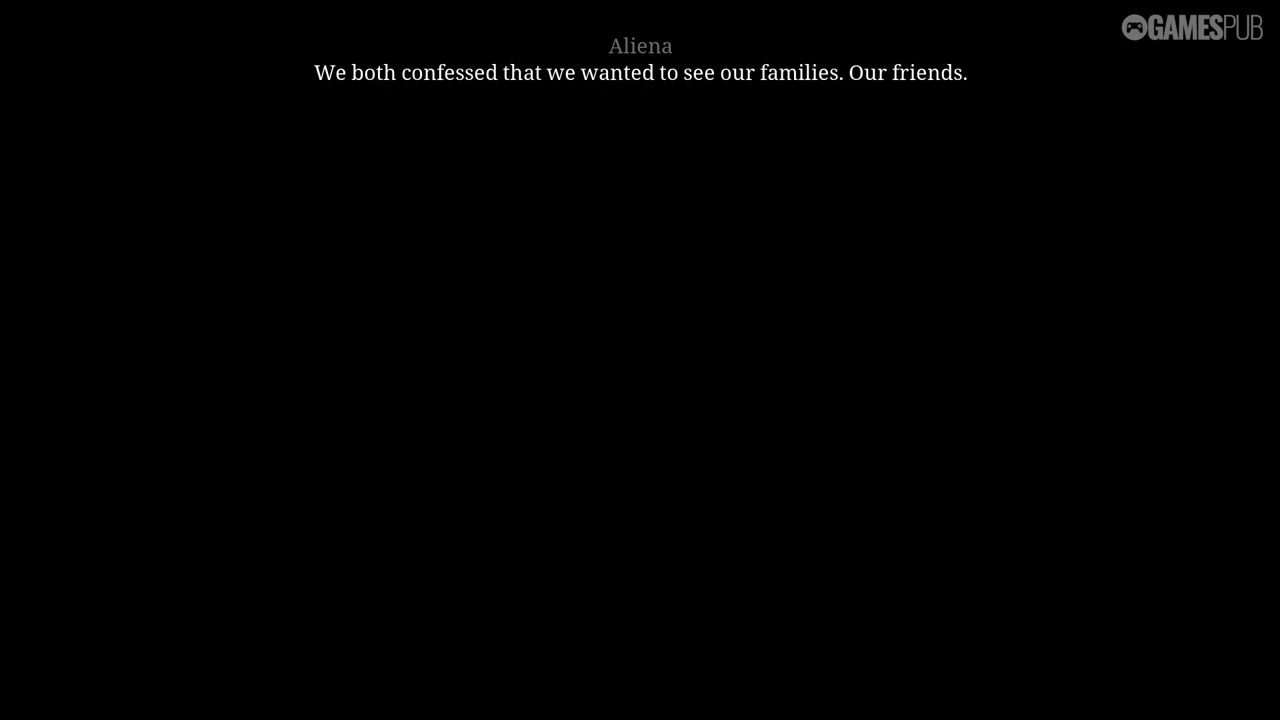 GAMESPUB
Aliena
We both confessed that we wanted to see our families. Our friends.